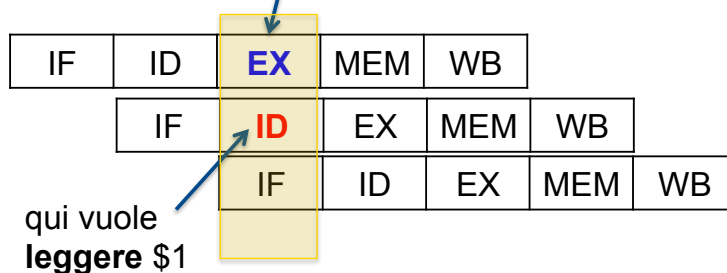 IF ID EX MEM WB
IF ID EX MEM WB
IF ID EX MEM WB
qui vuole
leggere $1